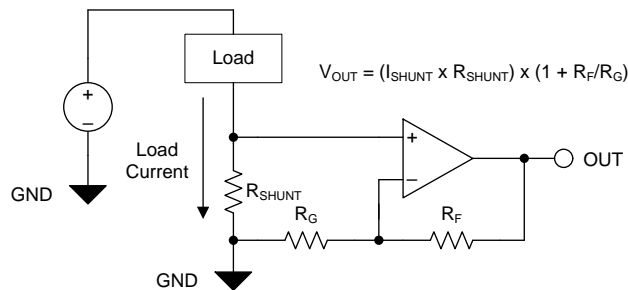 Load
V_OUT = (I_SHUNT x R_SHUNT) x (1 + R_F/R_G)
+
−
Load
Current
+
−
OUT
GND
R_SHUNT
R_G
R_F
GND